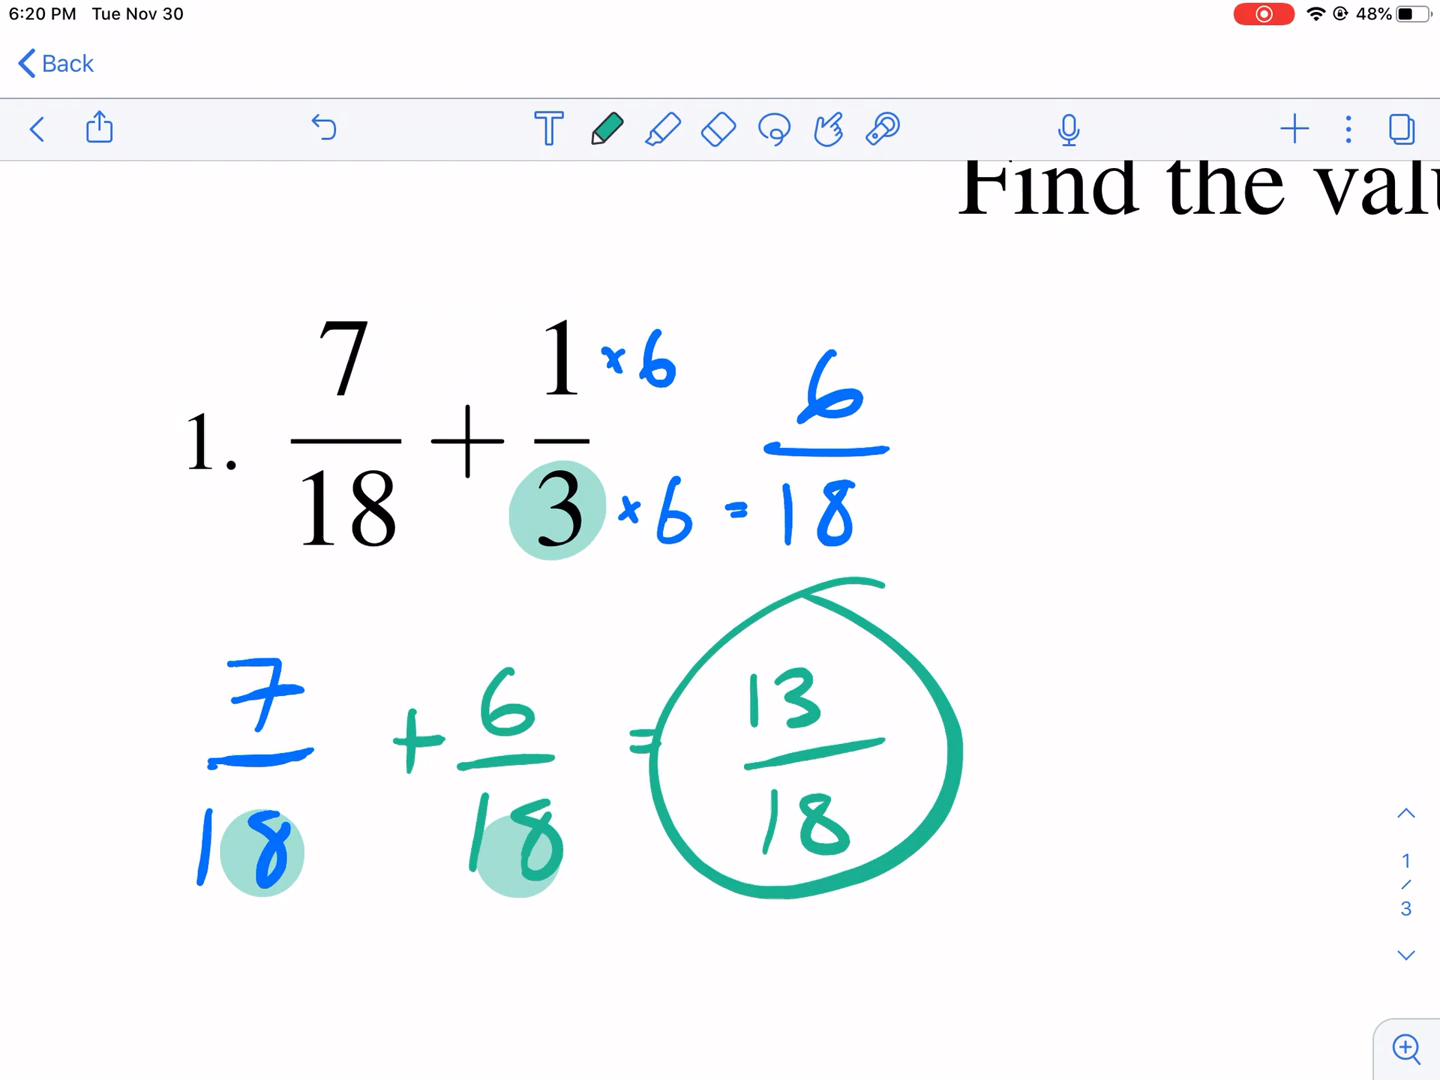 6:20 PM Tue Nov 30 48%
Back
Find the valu
1. 7/18 + 1/3
× 6
× 6 = 6/18
7/18 + 6/18 = 13/18
1
/
3